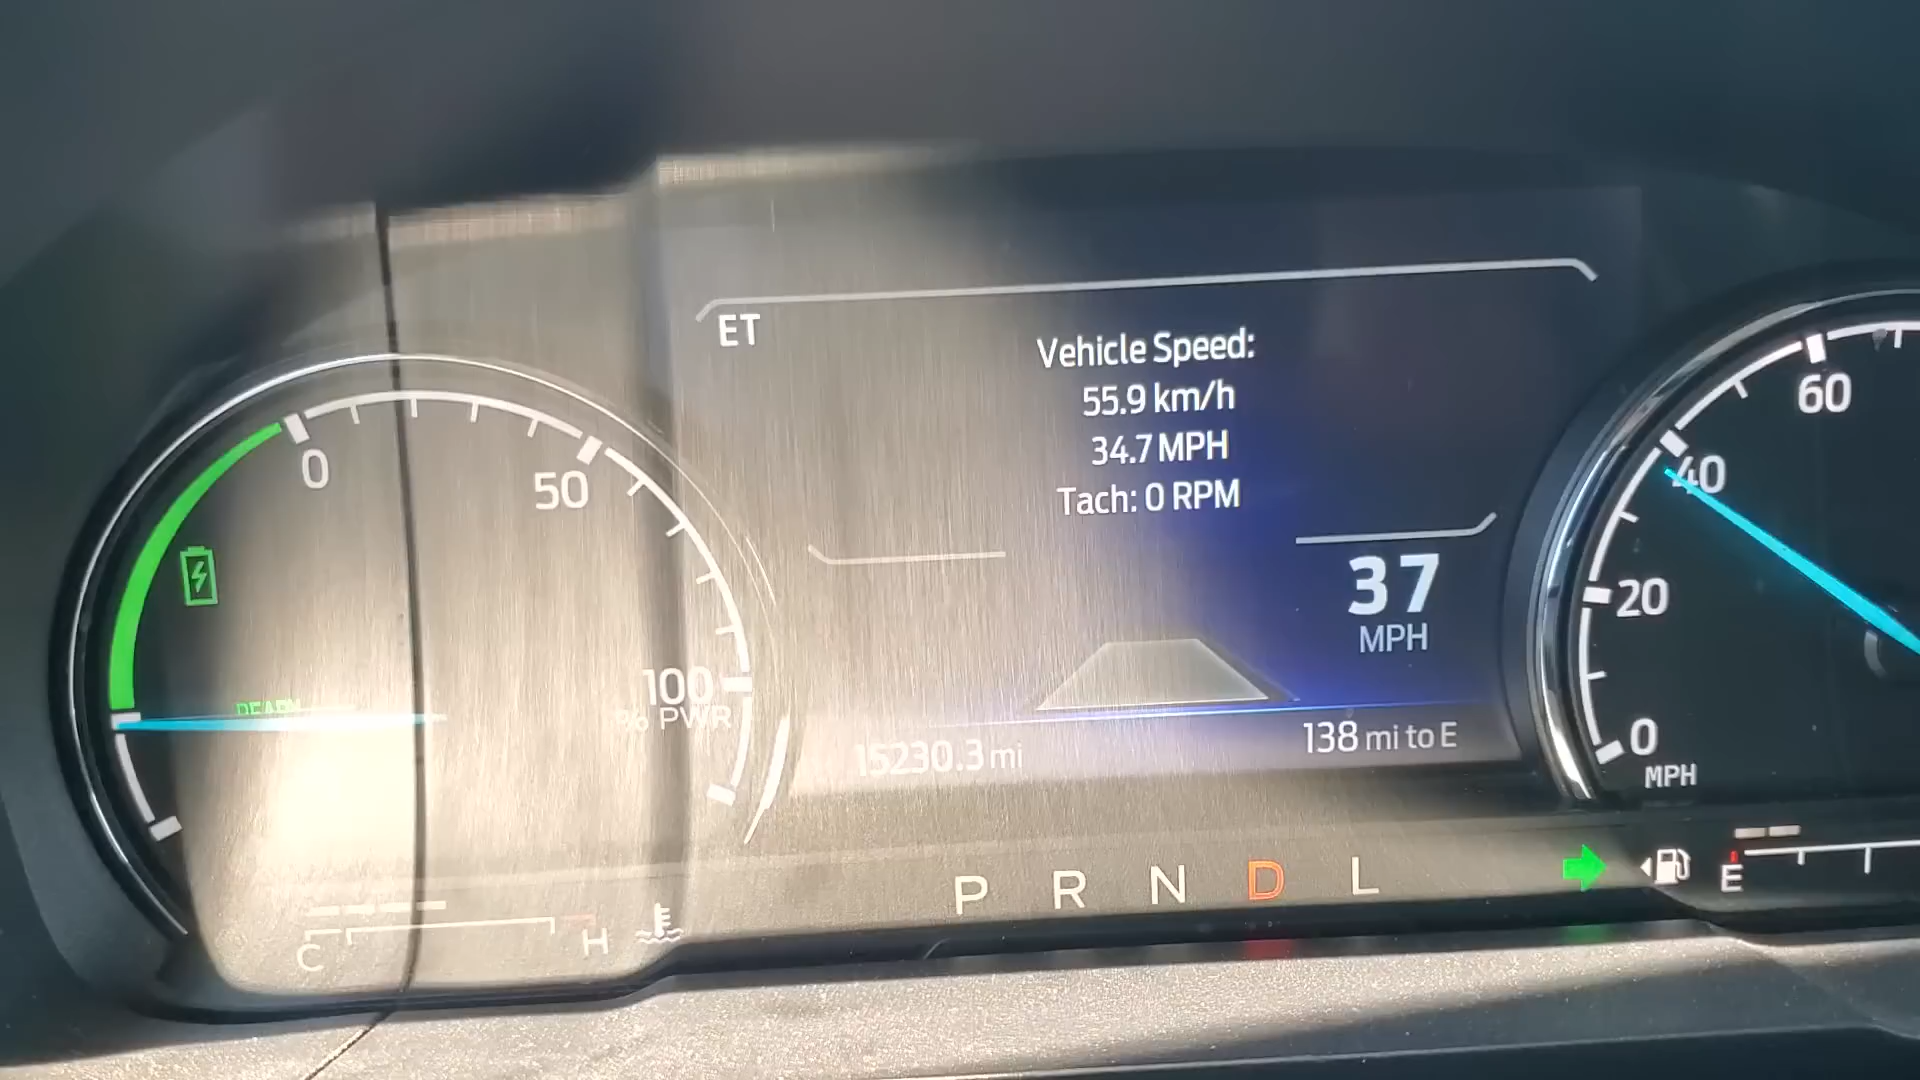 ET
Vehicle Speed:
55.9 km/h
34.7 MPH
Tach: 0 RPM
0
50
100
% PWR
READY
37
MPH
15230.3 mi
138 mi to E
60
40
20
0
MPH
P R N D L
C H
E